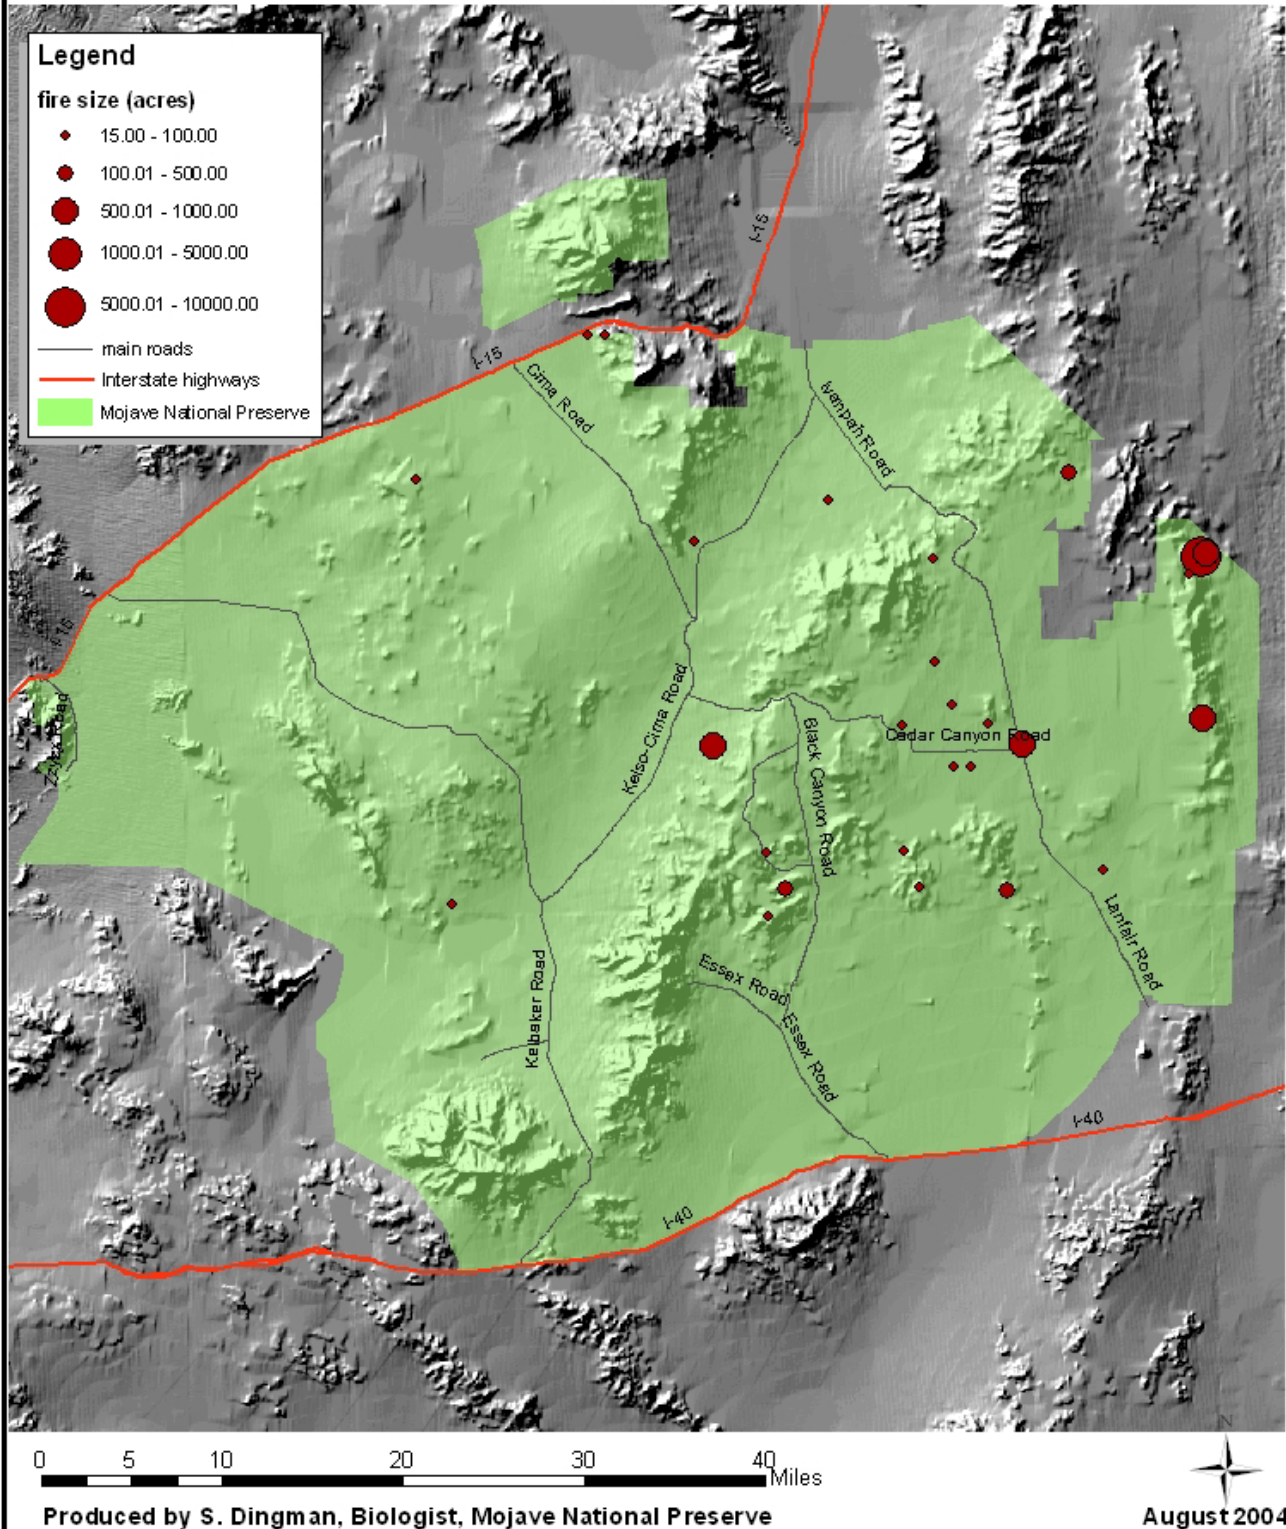 Legend
fire size (acres)
15.00 - 100.00
100.01 - 500.00
500.01 - 1000.00
1000.01 - 5000.00
5000.01 - 10000.00
main roads
Interstate highways
Mojave National Preserve
I-15
I-15
Cima Road
Ivanpah Road
I-15
Zzyzx Road
Kelso-Cima Road
Black Canyon Road
Cedar Canyon Road
Lanfair Road
Kelbaker Road
Essex Road
Essex Road
I-40
I-40
N
0 5 10 20 30 40
Miles
Produced by S. Dingman, Biologist, Mojave National Preserve
August 2004